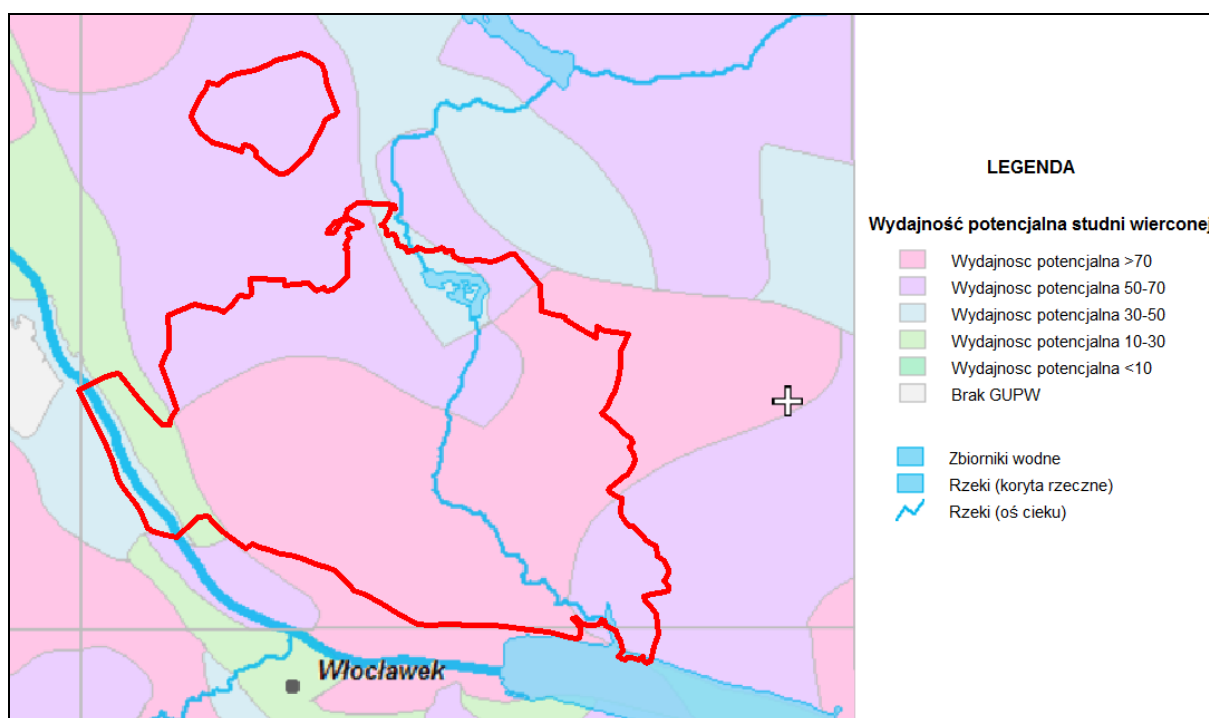 LEGENDA
Wydajność potencjalna studni wierconej
Wydajnosc potencjalna >70
Wydajnosc potencjalna 50-70
Wydajnosc potencjalna 30-50
Wydajnosc potencjalna 10-30
Wydajnosc potencjalna <10
Brak GUPW
Zbiorniki wodne
Rzeki (koryta rzeczne)
Rzeki (oś cieku)
Włocławek